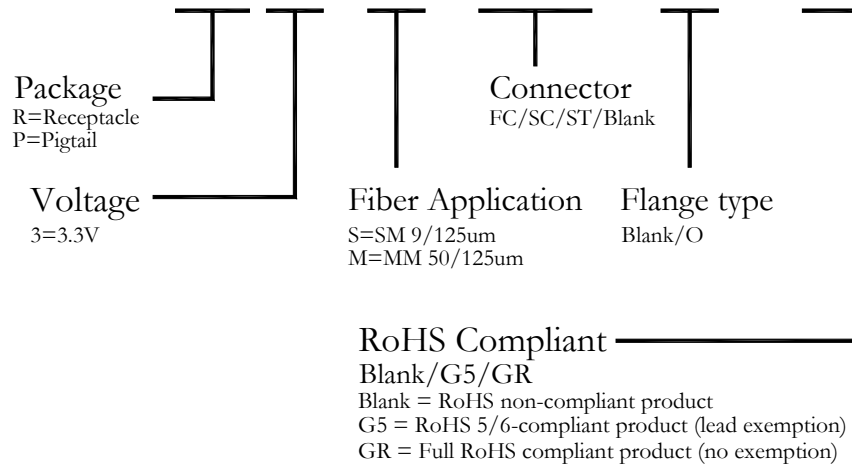 Package
R=Receptacle
P=Pigtail
Connector
FC/SC/ST/Blank
Voltage
3=3.3V
Fiber Application
S=SM 9/125um
M=MM 50/125um
Flange type
Blank/O
RoHS Compliant
Blank/G5/GR
Blank = RoHS non-compliant product
G5 = RoHS 5/6-compliant product (lead exemption)
GR = Full RoHS compliant product (no exemption)